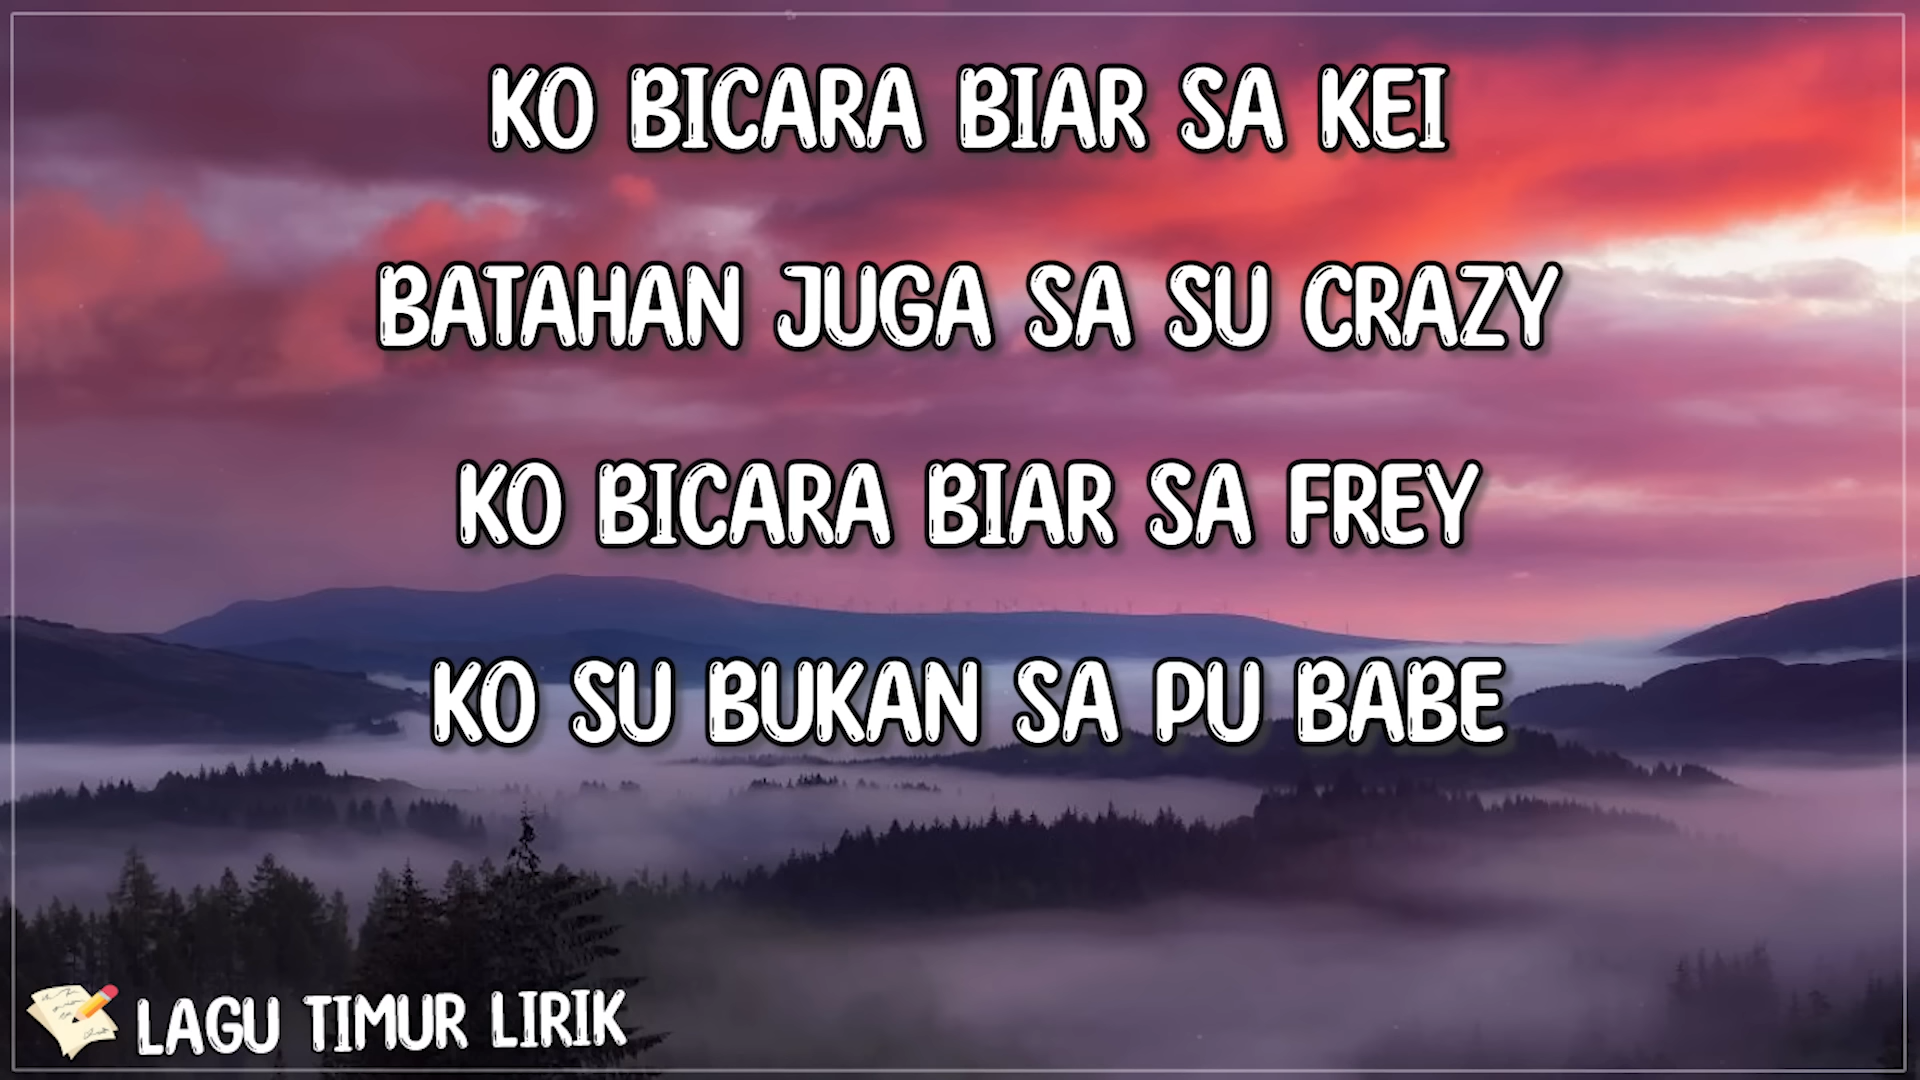 KO BICARA BIAR SA KEI
BATAHAN JUGA SA SU CRAZY
KO BICARA BIAR SA FREY
KO SU BUKAN SA PU BABE
LAGU TIMUR LIRIK